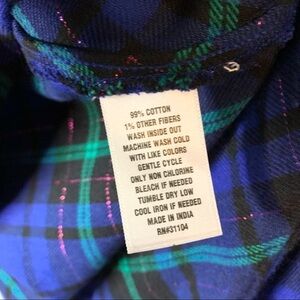 99% COTTON
1% OTHER FIBERS
WASH INSIDE OUT
MACHINE WASH COLD
WITH LIKE COLORS
GENTLE CYCLE
ONLY NON CHLORINE
BLEACH IF NEEDED
TUMBLE DRY LOW
COOL IRON IF NEEDED
MADE IN INDIA
RN#31104